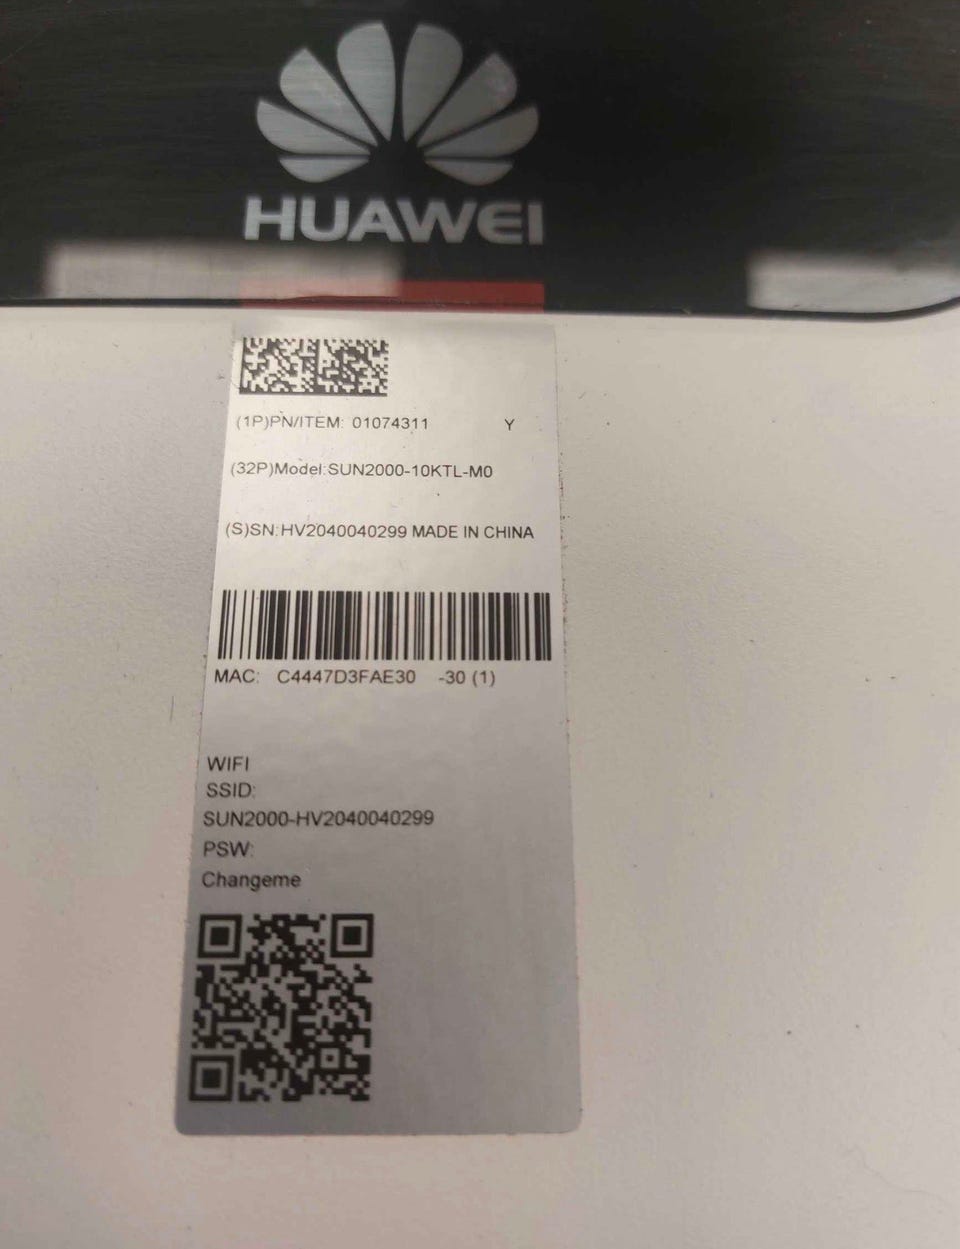 HUAWEI
(1P)PN/ITEM: 01074311 Y
(32P)Model:SUN2000-10KTL-M0
(S)SN:HV2040040299 MADE IN CHINA
MAC: C4447D3FAE30 -30 (1)
WIFI
SSID:
SUN2000-HV2040040299
PSW:
Changeme